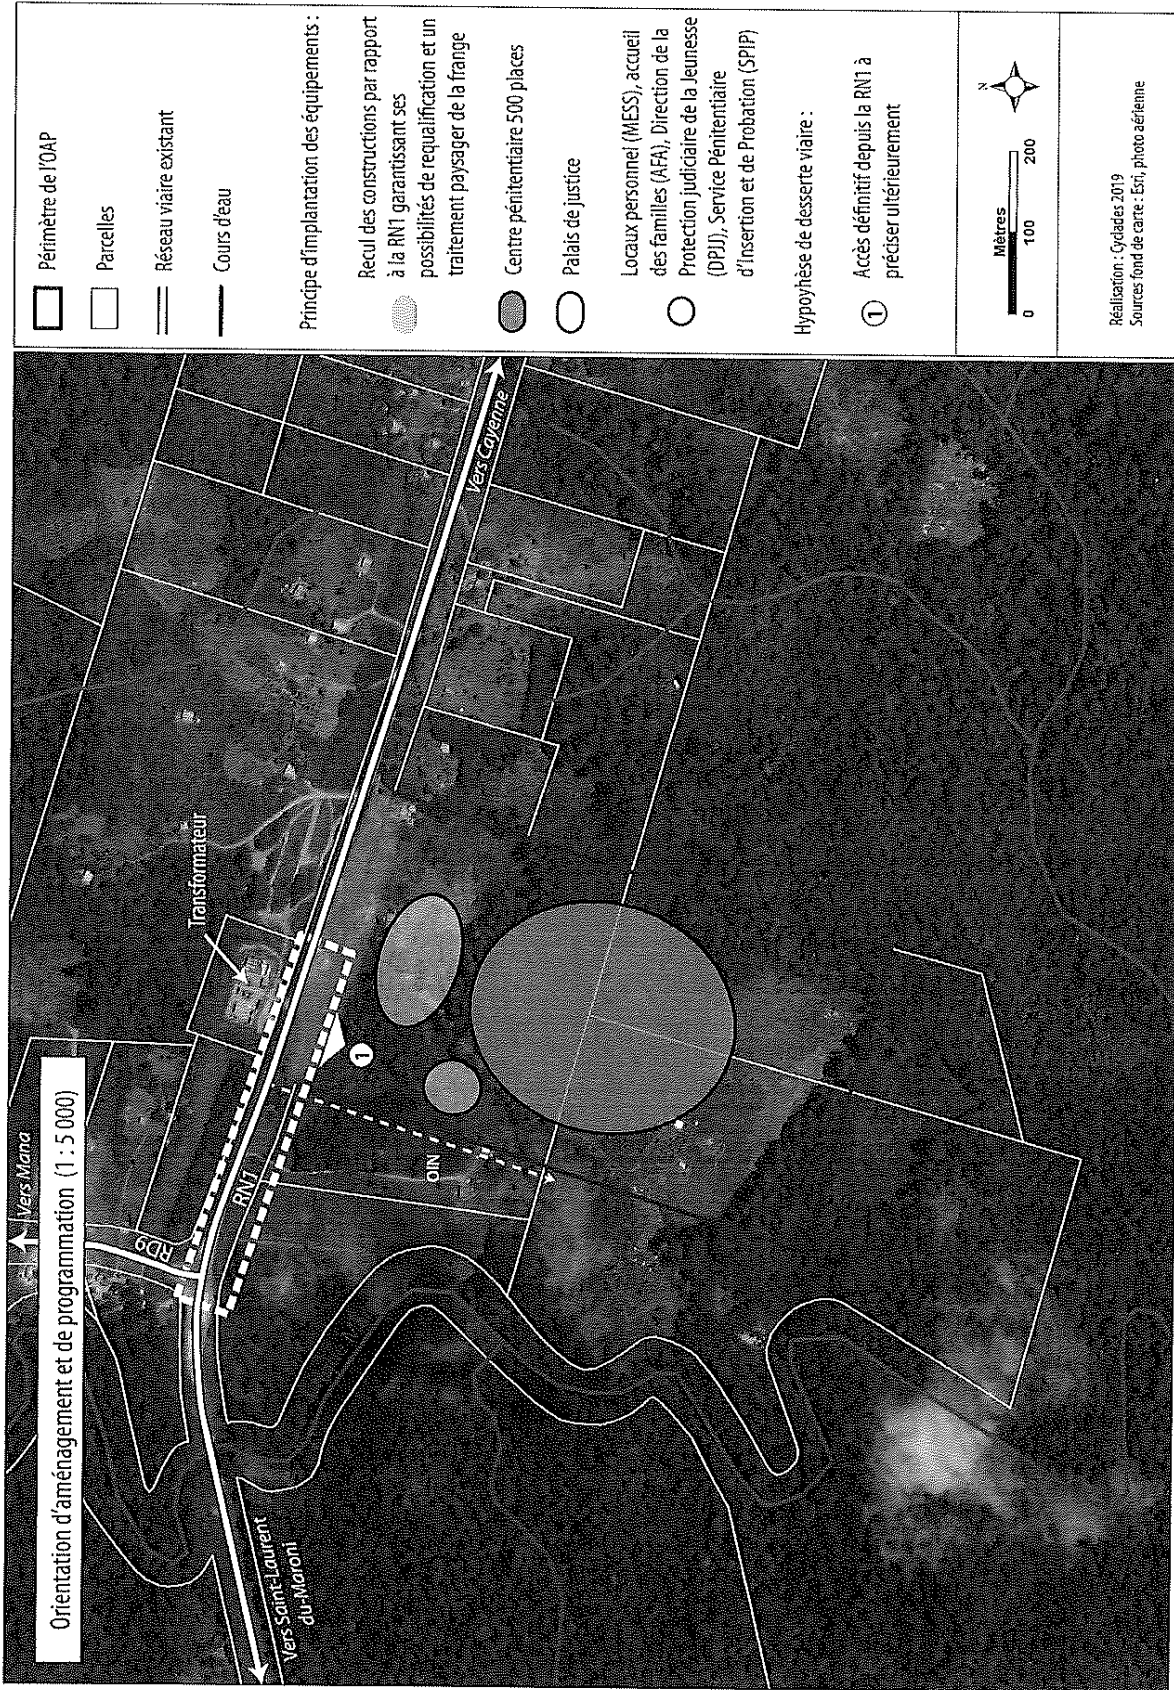 Orientation d'aménagement et de programmation (1 : 5 000)
Vers Mana
RD9
RN1
Vers Saint-Laurent
du-Maroni
Transformateur
Vers Cayenne
OIN
1
Périmètre de l'OAP
Parcelles
Réseau viaire existant
Cours d'eau
Principe d'implantation des équipements :
Recul des constructions par rapport
à la RN1 garantissant ses
possibilités de requalification et un
traitement paysager de la frange
Centre pénitentiaire 500 places
Palais de justice
Locaux personnel (MESS), accueil
des familles (AFA), Direction de la
Protection judiciaire de la Jeunesse
(DPJJ), Service Pénitentiaire
d'Insertion et de Probation (SPIP)
Hypoyhèse de desserte viaire :
1 Accès définitif depuis la RN1 à
préciser ultérieurement
N
Mètres
0 100 200
Réalisation : Cyclades 2019
Sources fond de carte : Esri, photo aérienne